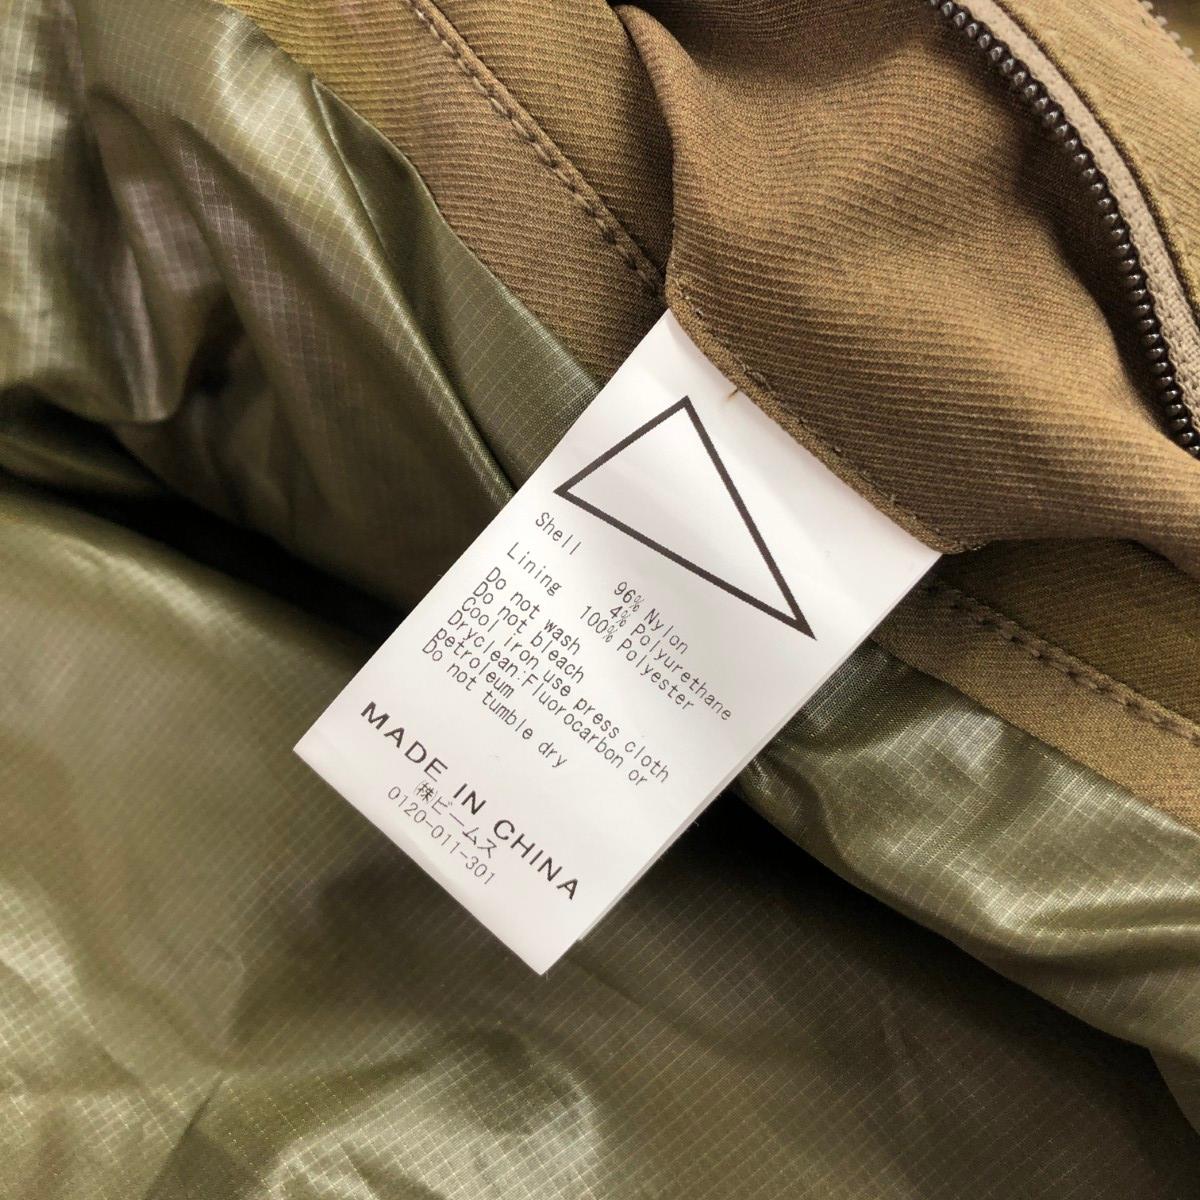 Shell 96% Nylon
4% Polyurethane
Lining 100% Polyester
Do not wash
Do not bleach
Cool iron use press cloth
Dryclean:Fluorocarbon or
petroleum
Do not tumble dry
MADE IN CHINA
㈱ビームス
0120-011-301